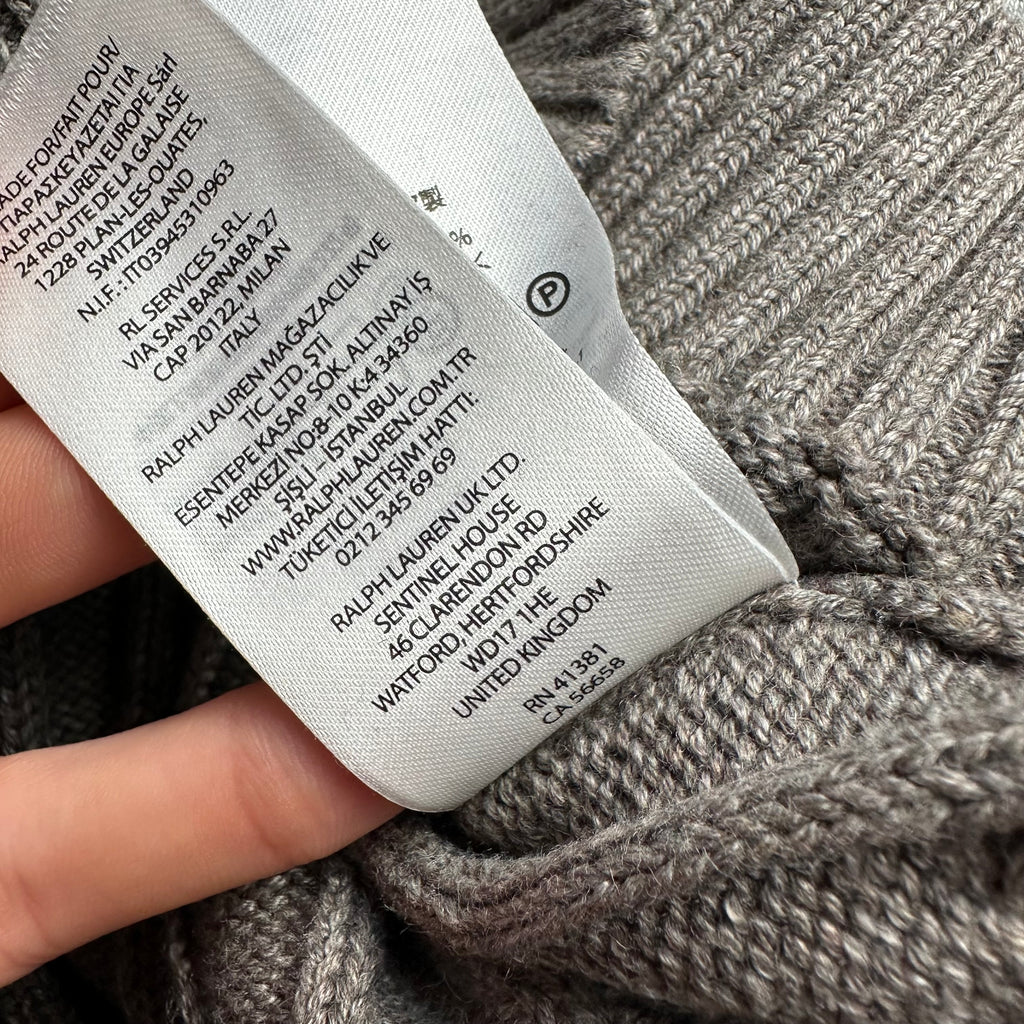 ADE FOR/FAIT POUR/
ΠΑΡΑΣΚΕΥΑΖΕΤΑΙ ΓΙΑ
RALPH LAUREN EUROPE Sàrl
24 ROUTE DE LA GALAISE
1228 PLAN-LES-OUATES,
SWITZERLAND
N.I.F.: IT03945310963
RL SERVICES S.R.L.
VIA SAN BARNABA 27
CAP 20122, MILAN
ITALY
RALPH LAUREN MAĞAZACILIK VE
TİC. LTD. ŞTİ
ESENTEPE KASAP SOK. ALTINAY İŞ
MERKEZİ NO:8-10 K:4 34360
ŞİŞLİ – İSTANBUL
WWW.RALPHLAUREN.COM.TR
TÜKETİCİ İLETİŞİM HATTI:
0212 345 69 69
RALPH LAUREN UK LTD.
SENTINEL HOUSE
46 CLARENDON RD
WATFORD, HERTFORDSHIRE
WD17 1HE
UNITED KINGDOM
RN 41381
CA 56658
製
%
P